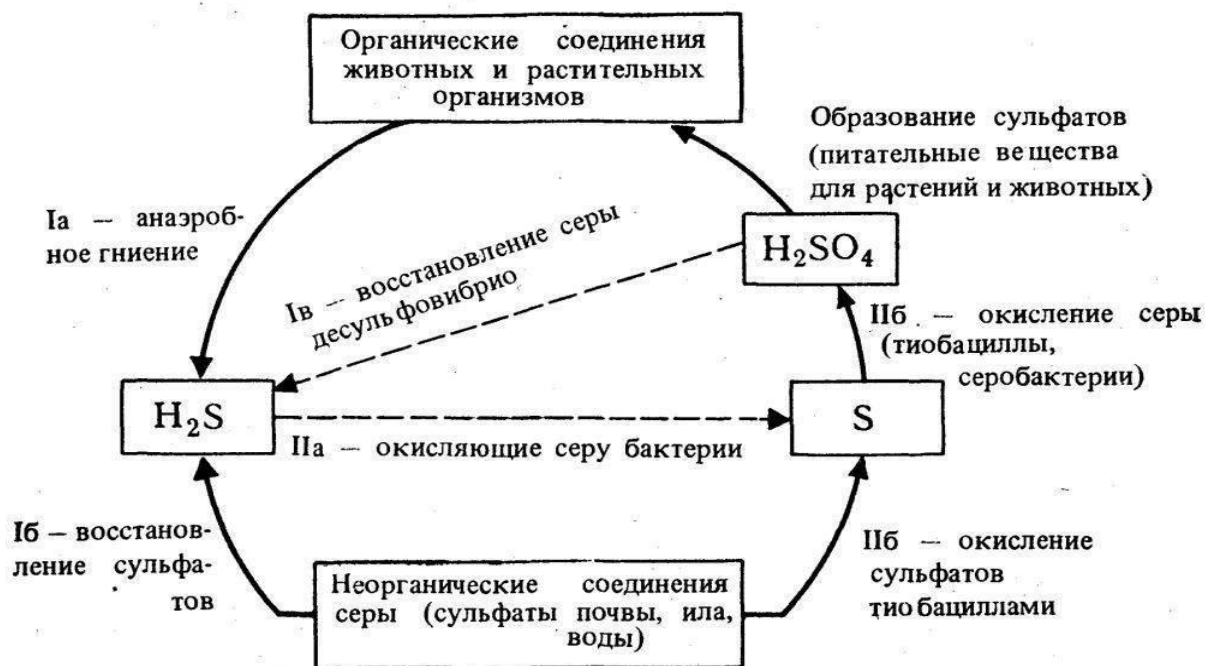 Органические соединения
животных и растительных
организмов
Образование сульфатов
(питательные вещества
для растений и животных)
Iа — анаэроб-
ное гниение
Iв — восстановление серы
десульфовибрио
H₂SO₄
IIб — окисление серы
(тиобациллы,
серобактерии)
H₂S
S
IIа — окисляющие серу бактерии
Iб — восстанов-
ление сульфа-
тов
Неорганические соединения
серы (сульфаты почвы, ила,
воды)
IIб — окисление
сульфатов
тиобациллами